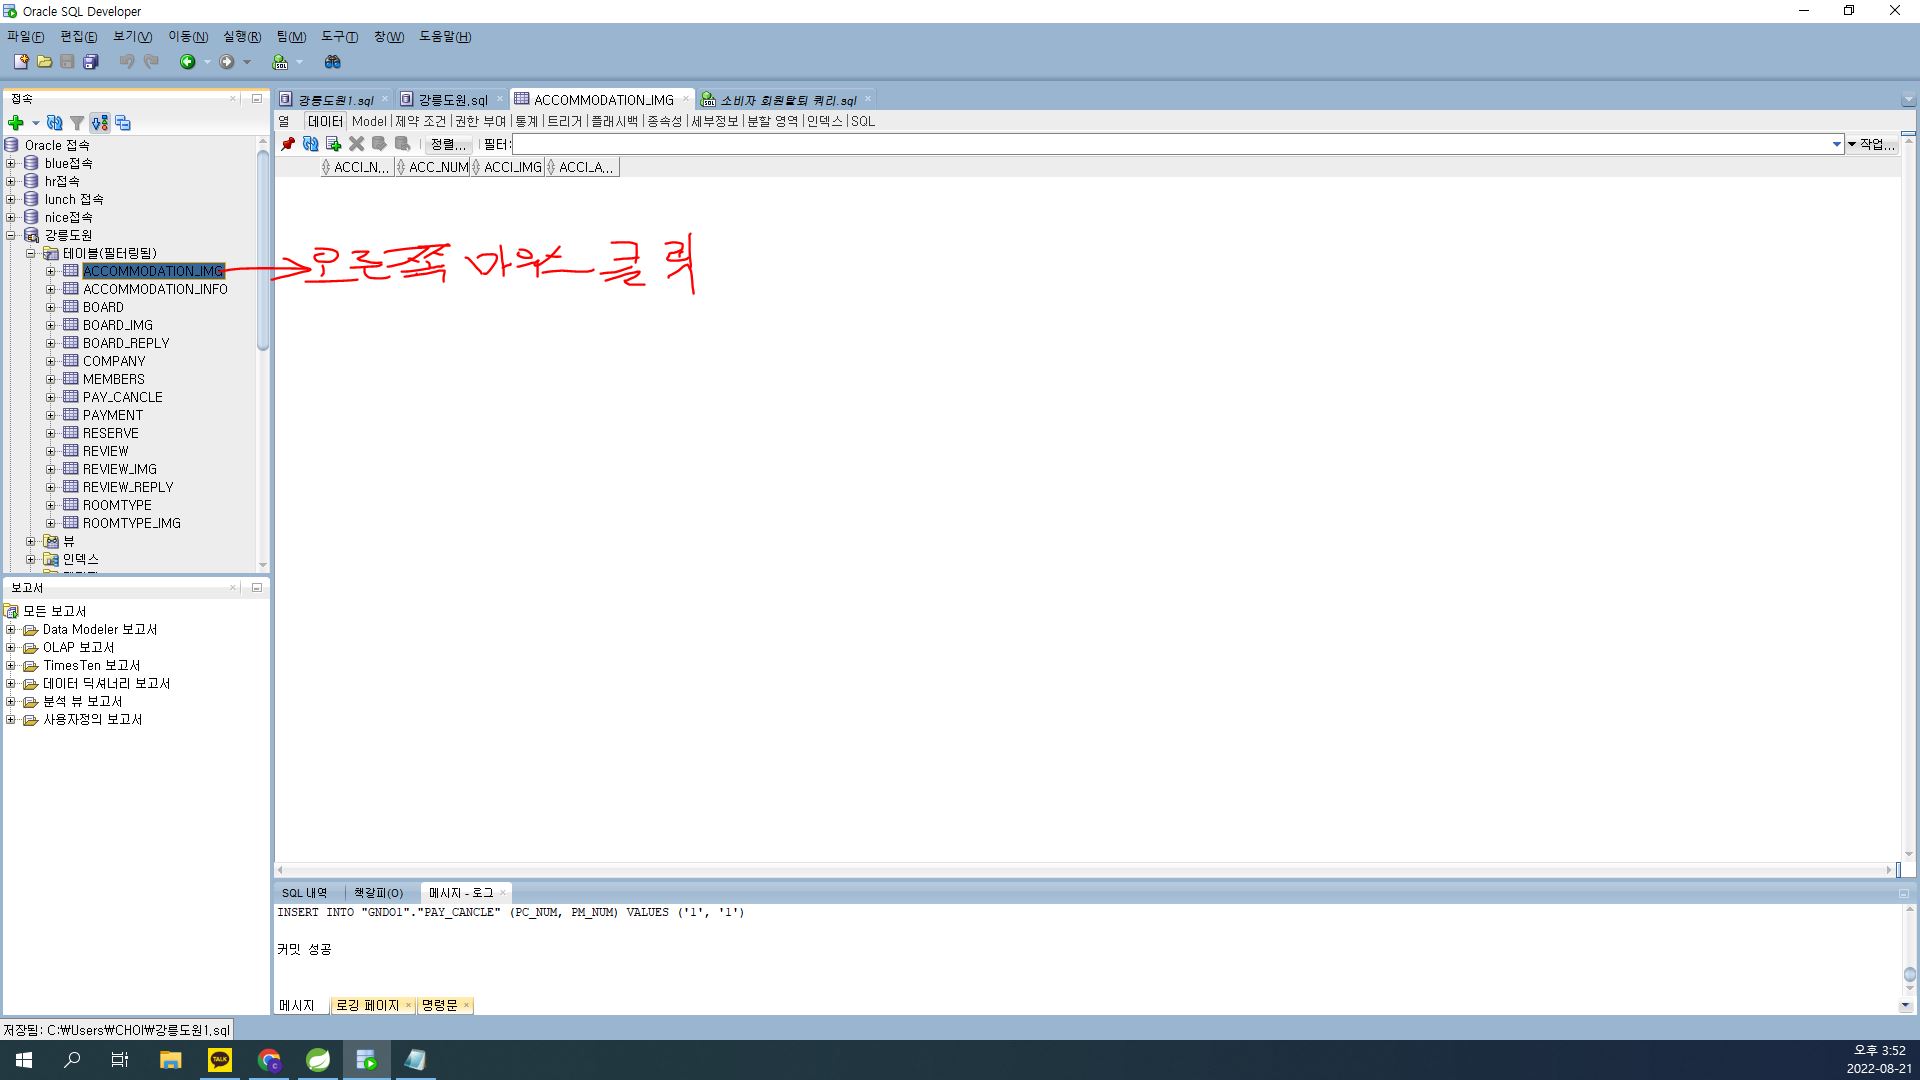 Oracle SQL Developer
파일(F) 편집(E) 보기(V) 이동(N) 실행(R) 팀(M) 도구(T) 창(W) 도움말(H)
접속
Oracle 접속
blue접속
hr접속
lunch 접속
nice접속
강릉도원
테이블(필터링됨)
ACCOMMODATION_IMG
ACCOMMODATION_INFO
BOARD
BOARD_IMG
BOARD_REPLY
COMPANY
MEMBERS
PAY_CANCLE
PAYMENT
RESERVE
REVIEW
REVIEW_IMG
REVIEW_REPLY
ROOMTYPE
ROOMTYPE_IMG
뷰
인덱스
보고서
모든 보고서
Data Modeler 보고서
OLAP 보고서
TimesTen 보고서
데이터 딕셔너리 보고서
분석 뷰 보고서
사용자정의 보고서
강릉도원1.sql 강릉도원.sql ACCOMMODATION_IMG 소비자 회원탈퇴 쿼리.sql
열 데이터 Model 제약 조건 권한 부여 통계 트리거 플래시백 종속성 세부정보 분할 영역 인덱스 SQL
정렬... 필터: 작업...
ACCI_N... ACC_NUM ACCI_IMG ACCI_A...
오른쪽 마우스 클릭
SQL 내역 책갈피(O) 메시지 - 로그
INSERT INTO "GNDO1"."PAY_CANCLE" (PC_NUM, PM_NUM) VALUES ('1', '1')
커밋 성공
메시지 로깅 페이지 명령문
저장됨: C:₩Users₩CHOI₩강릉도원1.sql
TALK
오후 3:52
2022-08-21